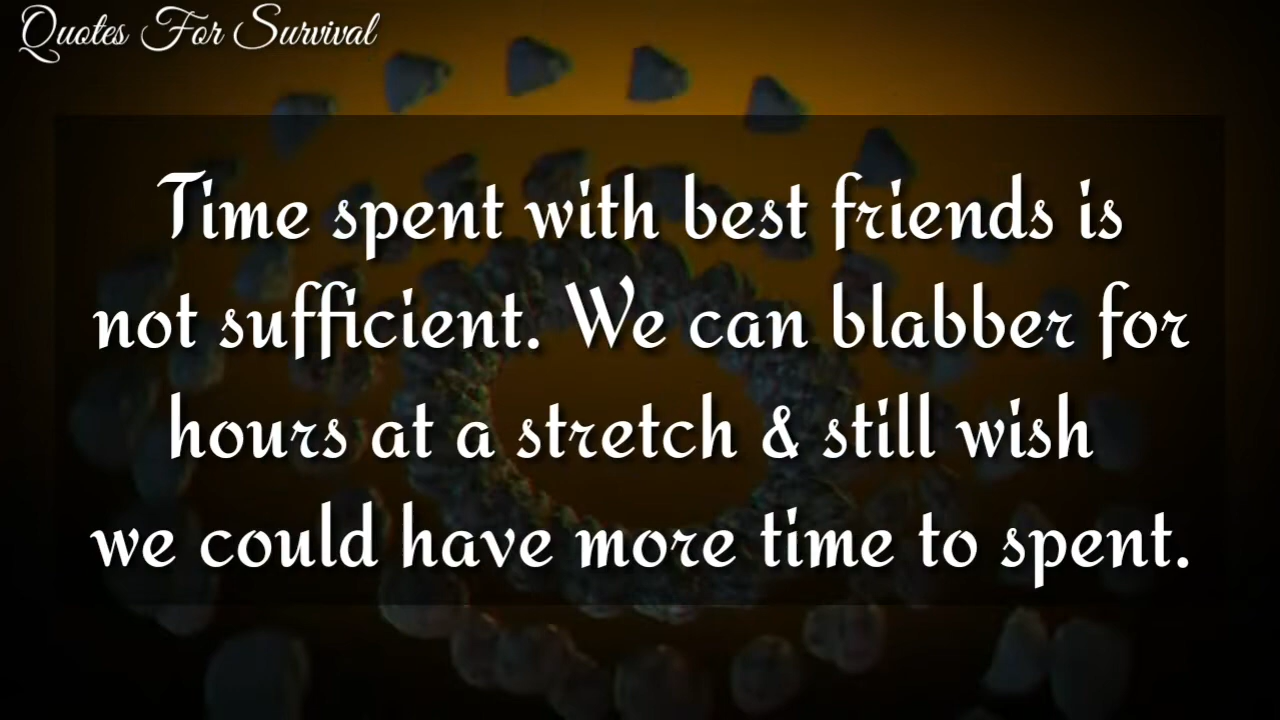 Quotes For Survival
Time spent with best friends is
not sufficient. We can blabber for
hours at a stretch & still wish
we could have more time to spent.